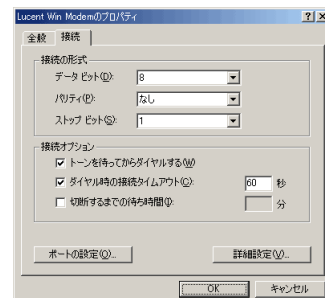 Lucent Win Modemのプロパティ
全般 接続
接続の形式
データ ビット(D): 8
パリティ(P): なし
ストップ ビット(S): 1
接続オプション
トーンを待ってからダイヤルする(W)
ダイヤル時の接続タイムアウト(C): 60 秒
切断するまでの待ち時間(I): 分
ポートの設定(O)... 詳細設定(V)...
OK キャンセル